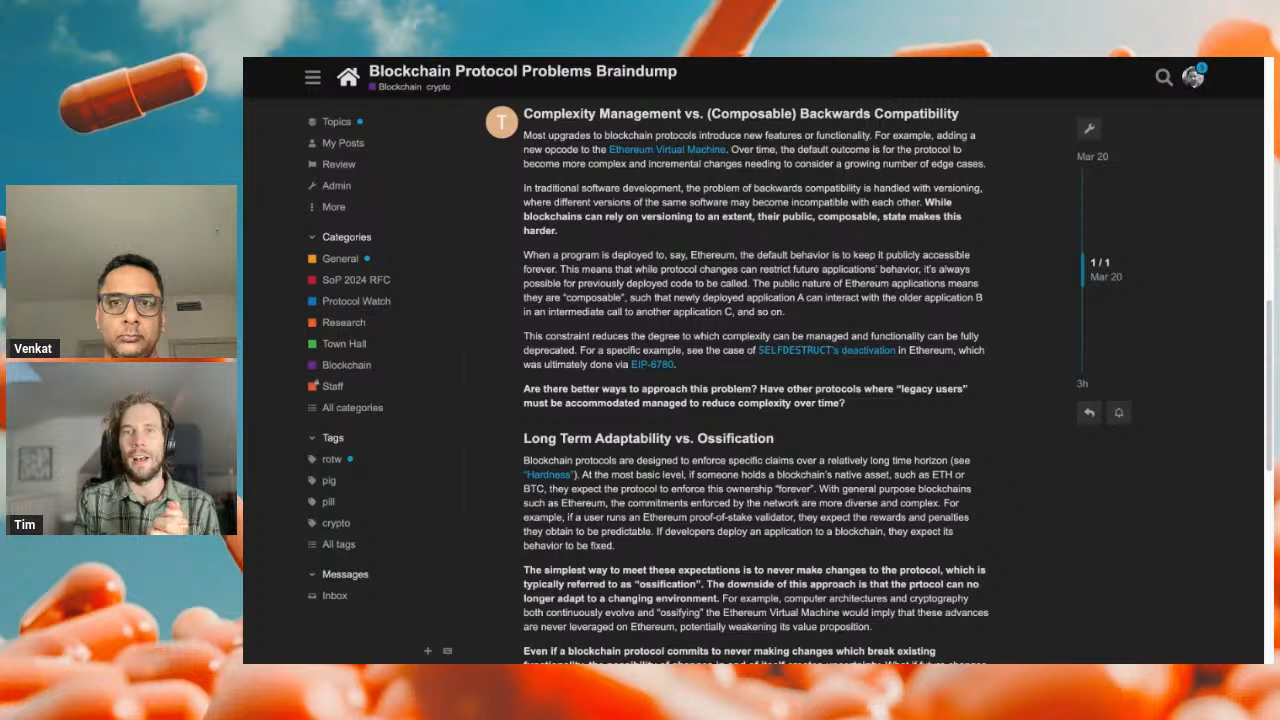 Blockchain Protocol Problems Braindump
Blockchain crypto
3
Topics
My Posts
Review
Admin
More
Categories
General
SoP 2024 RFC
Protocol Watch
Research
Town Hall
Blockchain
Staff
All categories
Tags
rotw
pig
pill
crypto
All tags
Messages
Inbox
T
Complexity Management vs. (Composable) Backwards Compatibility
Most upgrades to blockchain protocols introduce new features or functionality. For example, adding a
new opcode to the Ethereum Virtual Machine. Over time, the default outcome is for the protocol to
become more complex and incremental changes needing to consider a growing number of edge cases.
In traditional software development, the problem of backwards compatibility is handled with versioning,
where different versions of the same software may become incompatible with each other. While
blockchains can rely on versioning to an extent, their public, composable, state makes this
harder.
When a program is deployed to, say, Ethereum, the default behavior is to keep it publicly accessible
forever. This means that while protocol changes can restrict future applications' behavior, it's always
possible for previously deployed code to be called. The public nature of Ethereum applications means
they are "composable", such that newly deployed application A can interact with the older application B
in an intermediate call to another application C, and so on.
This constraint reduces the degree to which complexity can be managed and functionality can be fully
deprecated. For a specific example, see the case of SELFDESTRUCT's deactivation in Ethereum, which
was ultimately done via EIP-6780.
Are there better ways to approach this problem? Have other protocols where "legacy users"
must be accommodated managed to reduce complexity over time?
Long Term Adaptability vs. Ossification
Blockchain protocols are designed to enforce specific claims over a relatively long time horizon (see
"Hardness"). At the most basic level, if someone holds a blockchain's native asset, such as ETH or
BTC, they expect the protocol to enforce this ownership "forever". With general purpose blockchains
such as Ethereum, the commitments enforced by the network are more diverse and complex. For
example, if a user runs an Ethereum proof-of-stake validator, they expect the rewards and penalties
they obtain to be predictable. If developers deploy an application to a blockchain, they expect its
behavior to be fixed.
The simplest way to meet these expectations is to never make changes to the protocol, which is
typically referred to as "ossification". The downside of this approach is that the prtocol can no
longer adapt to a changing environment. For example, computer architectures and cryptography
both continuously evolve and "ossifying" the Ethereum Virtual Machine would imply that these advances
are never leveraged on Ethereum, potentially weakening its value proposition.
Even if a blockchain protocol commits to never making changes which break existing
Mar 20
1 / 1
Mar 20
3h
Venkat
Tim